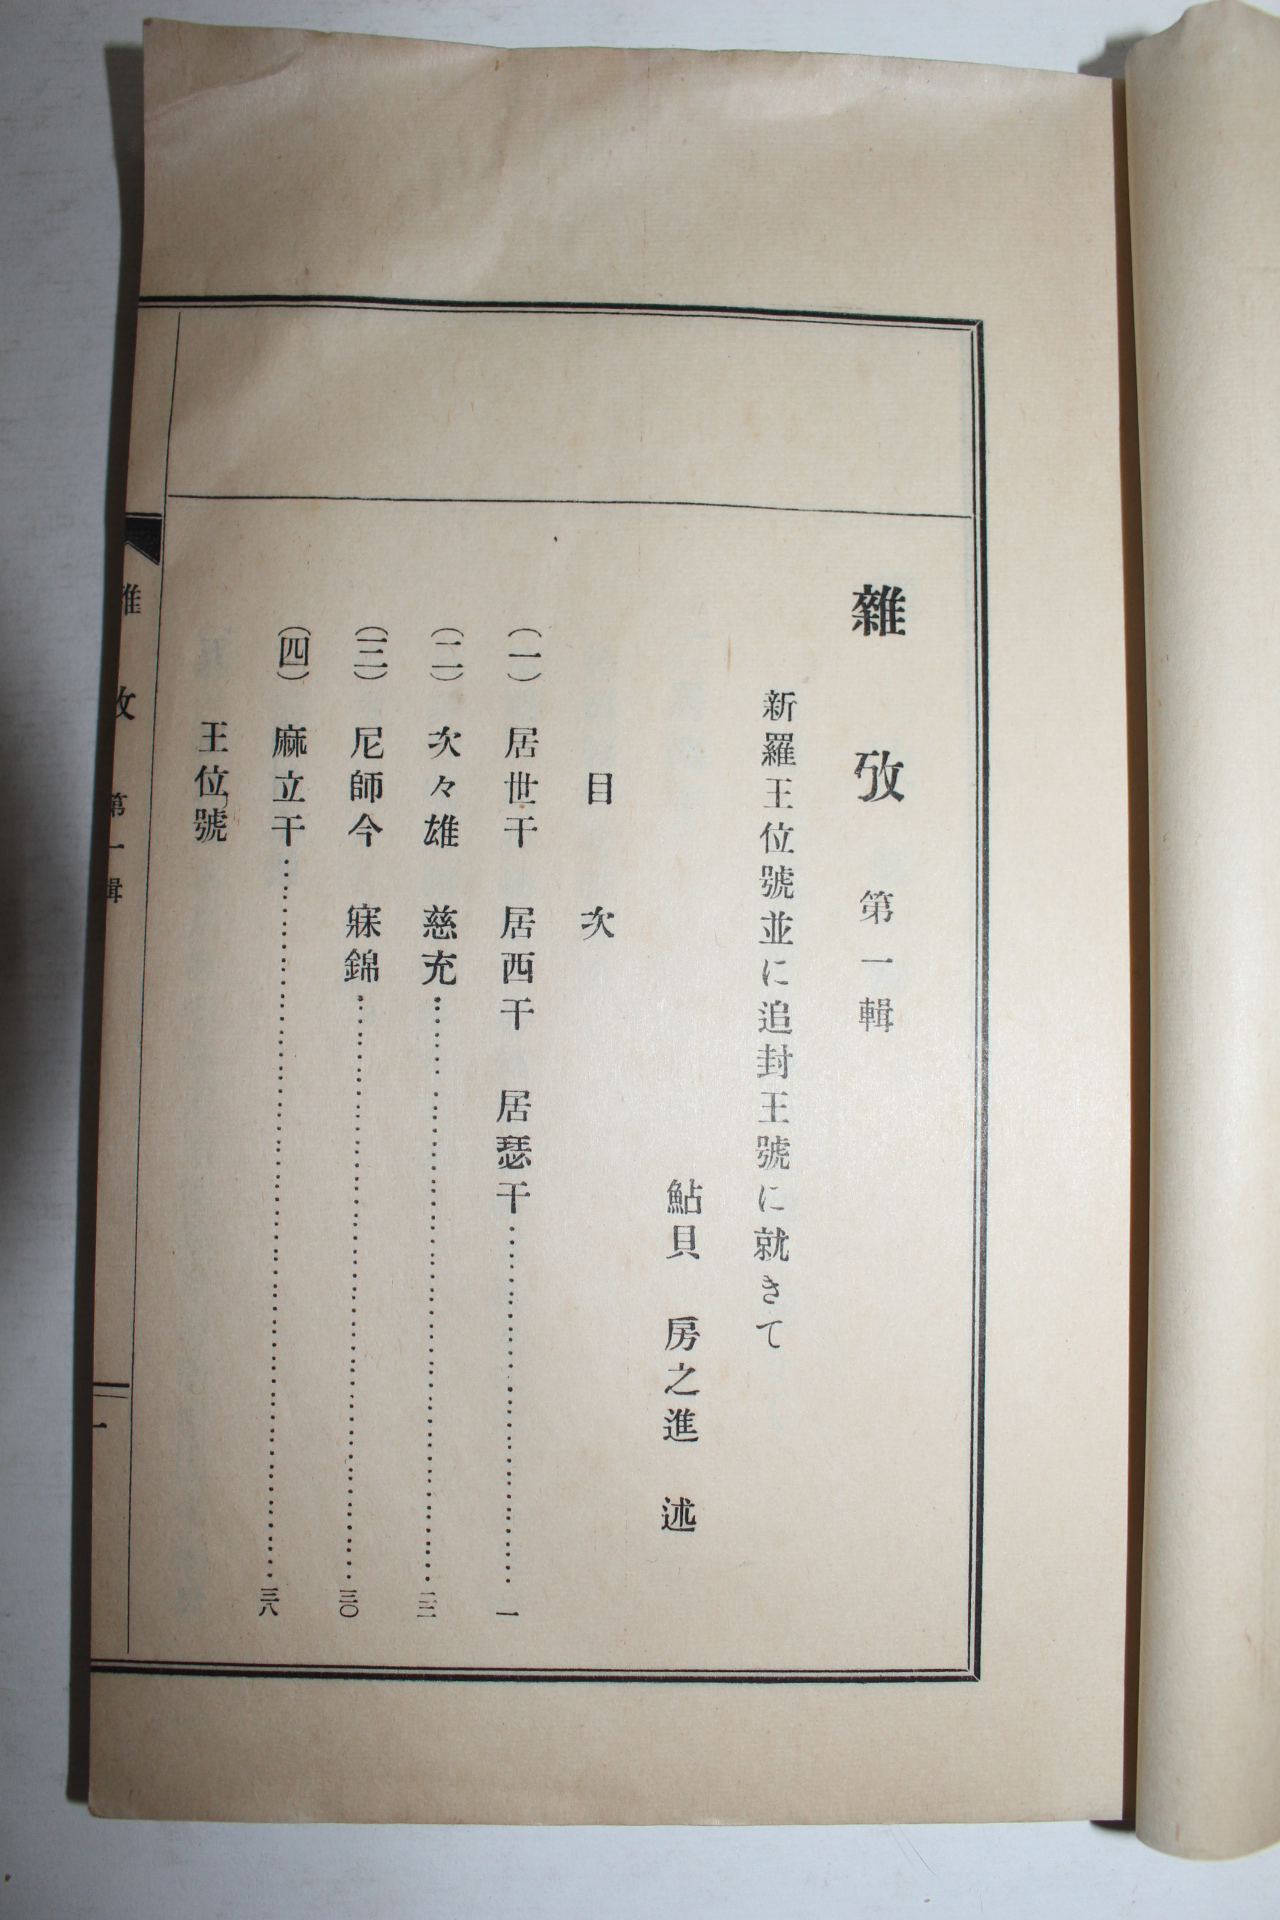 雜攷 第一輯
新羅王位號並に追封王號に就きて
鮎貝 房之進 述
目次
(一) 居世干 居西干 居瑟干…………一
(二) 次々雄 慈充…………二二
(三) 尼師今 寐錦…………三〇
(四) 麻立干…………三八
王位號
雜攷 第一輯
一